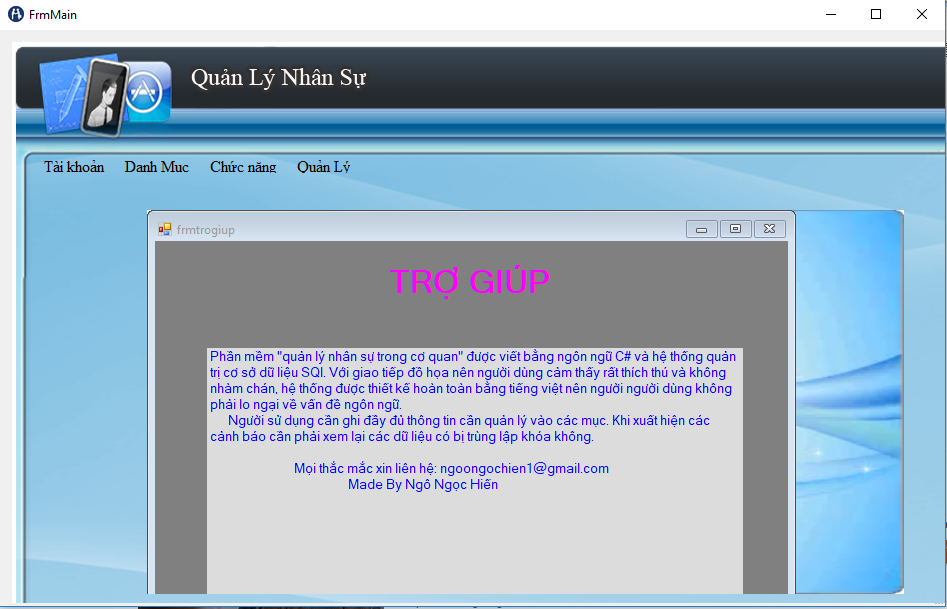 FrmMain
Quản Lý Nhân Sự
Tài khoản Danh Mục Chức năng Quản Lý
frmtrogiup
TRỢ GIÚP
Phần mềm "quản lý nhân sự trong cơ quan" được viết bằng ngôn ngữ C# và hệ thống quản
trị cơ sở dữ liệu SQl. Với giao tiếp đồ họa nên người dùng cảm thấy rất thích thú và không
nhàm chán, hệ thống được thiết kế hoàn toàn bằng tiếng việt nên người người dùng không
phải lo ngại về vấn đề ngôn ngữ.
Người sử dụng cần ghi đầy đủ thông tin cần quản lý vào các mục. Khi xuất hiện các
cảnh báo cần phải xem lại các dữ liệu có bị trùng lập khóa không.
Mọi thắc mắc xin liên hệ: ngoongochien1@gmail.com
Made By Ngô Ngọc Hiến